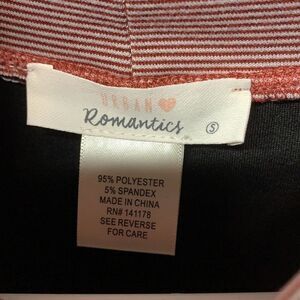 URBAN
Romantics
S
95% POLYESTER
5% SPANDEX
MADE IN CHINA
RN# 141178
SEE REVERSE
FOR CARE